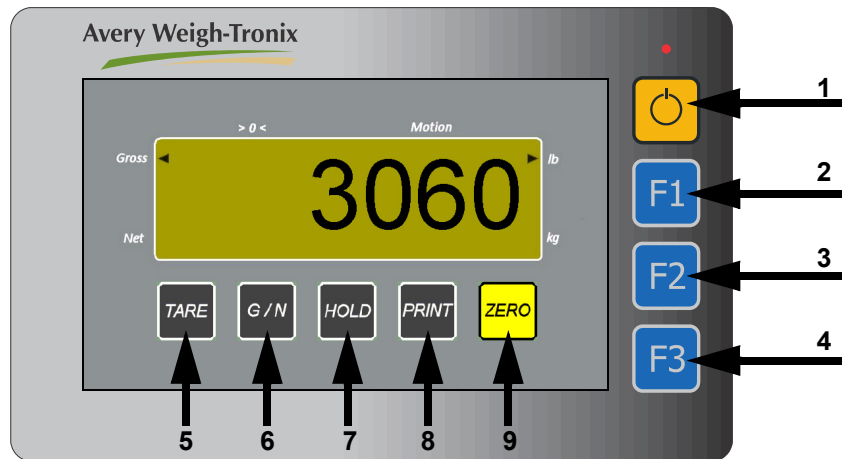 Avery Weigh-Tronix
1
> 0 <
Motion
Gross
lb
3060
Net
kg
F1
2
F2
3
F3
4
TARE
G / N
HOLD
PRINT
ZERO
5
6
7
8
9